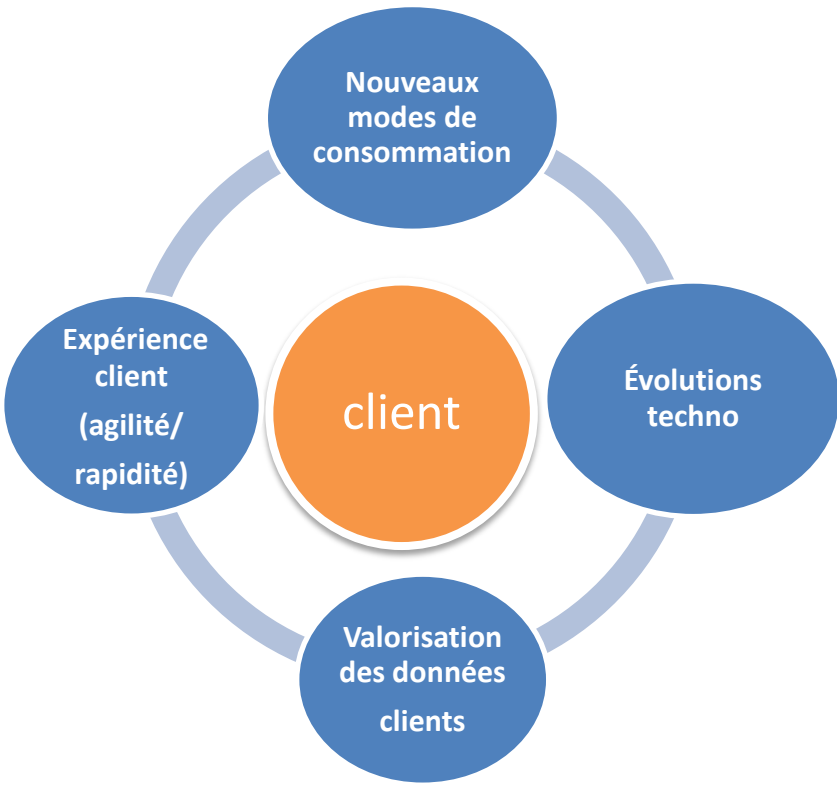 Nouveaux
modes de
consommation
Expérience
client
(agilité/
rapidité)
client
Évolutions
techno
Valorisation
des données
clients